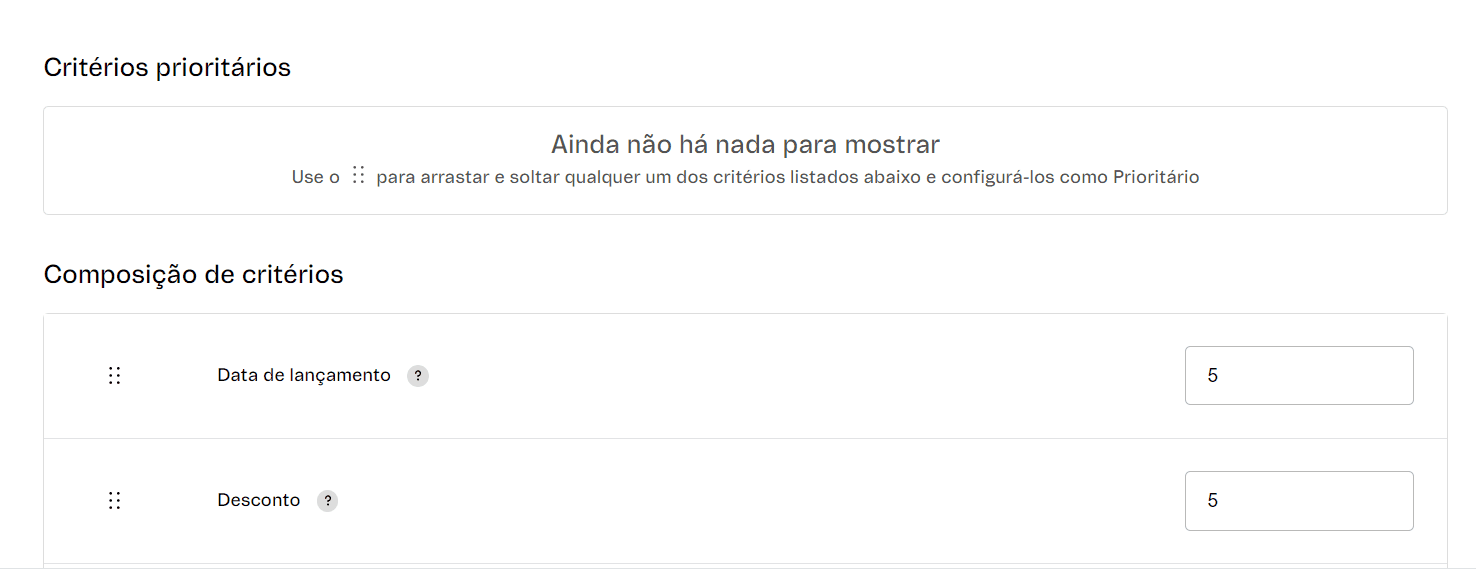 Critérios prioritários
Ainda não há nada para mostrar
Use o para arrastar e soltar qualquer um dos critérios listados abaixo e configurá-los como Prioritário
Composição de critérios
Data de lançamento ? 5
Desconto ? 5